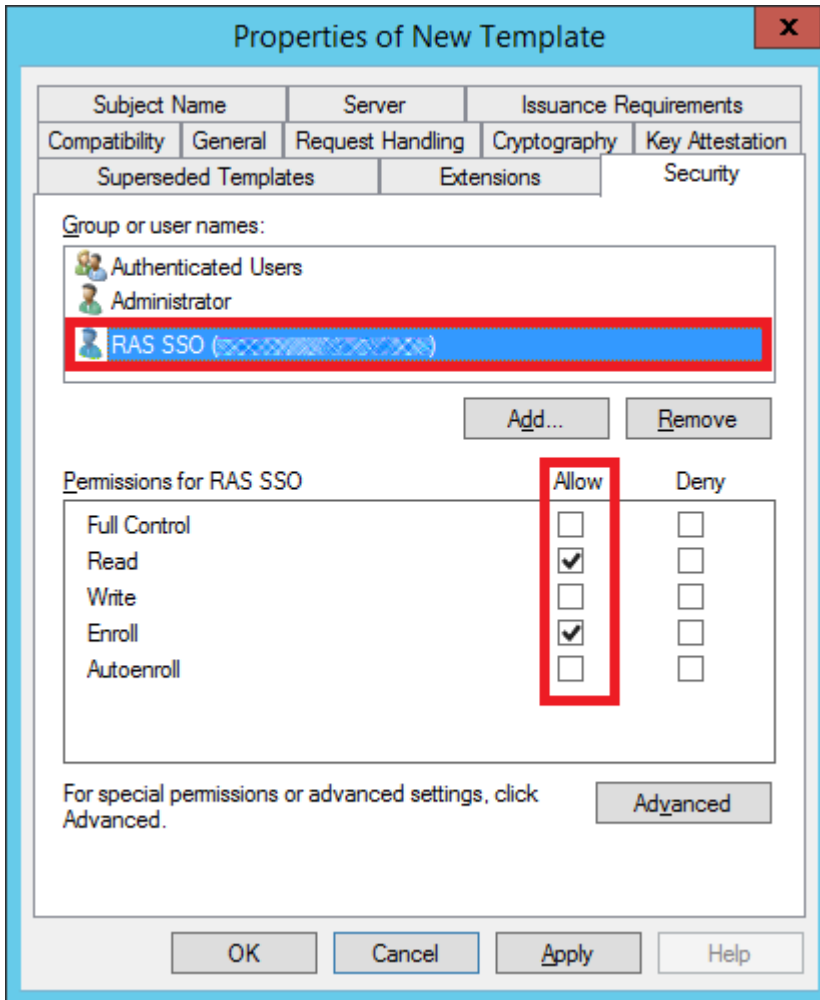 Properties of New Template
x
Subject Name Server Issuance Requirements
Compatibility General Request Handling Cryptography Key Attestation
Superseded Templates Extensions Security
Group or user names:
Authenticated Users
Administrator
RAS SSO ( )
Add... Remove
Permissions for RAS SSO Allow Deny
Full Control
Read
Write
Enroll
Autoenroll
For special permissions or advanced settings, click
Advanced.
Advanced
OK Cancel Apply Help